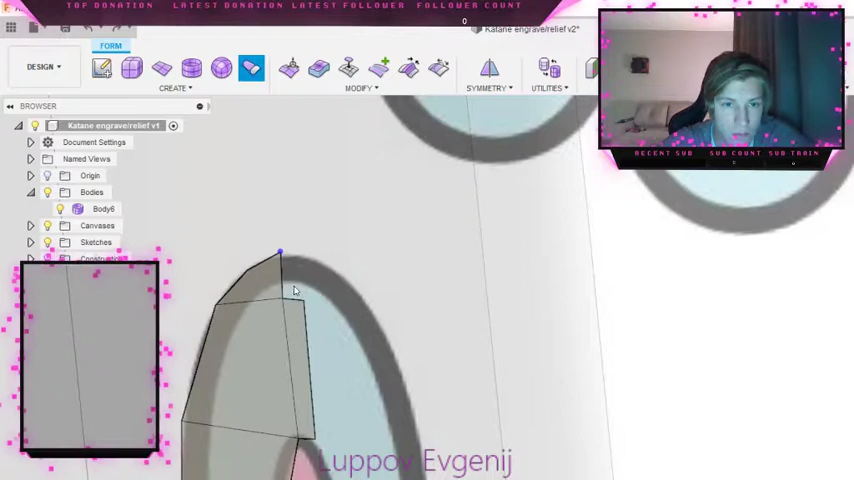 TOP DONATION LATEST DONATION LATEST FOLLOWER FOLLOWER COUNT
0
Katane engrave/relief v2*
FORM
DESIGN
CREATE MODIFY SYMMETRY UTILITIES
BROWSER
Katane engrave/relief v1
Document Settings
Named Views
Origin
Bodies
Body6
Canvases
Sketches
RECENT SUB SUB COUNT SUB TRAIN
Luppov Evgenij